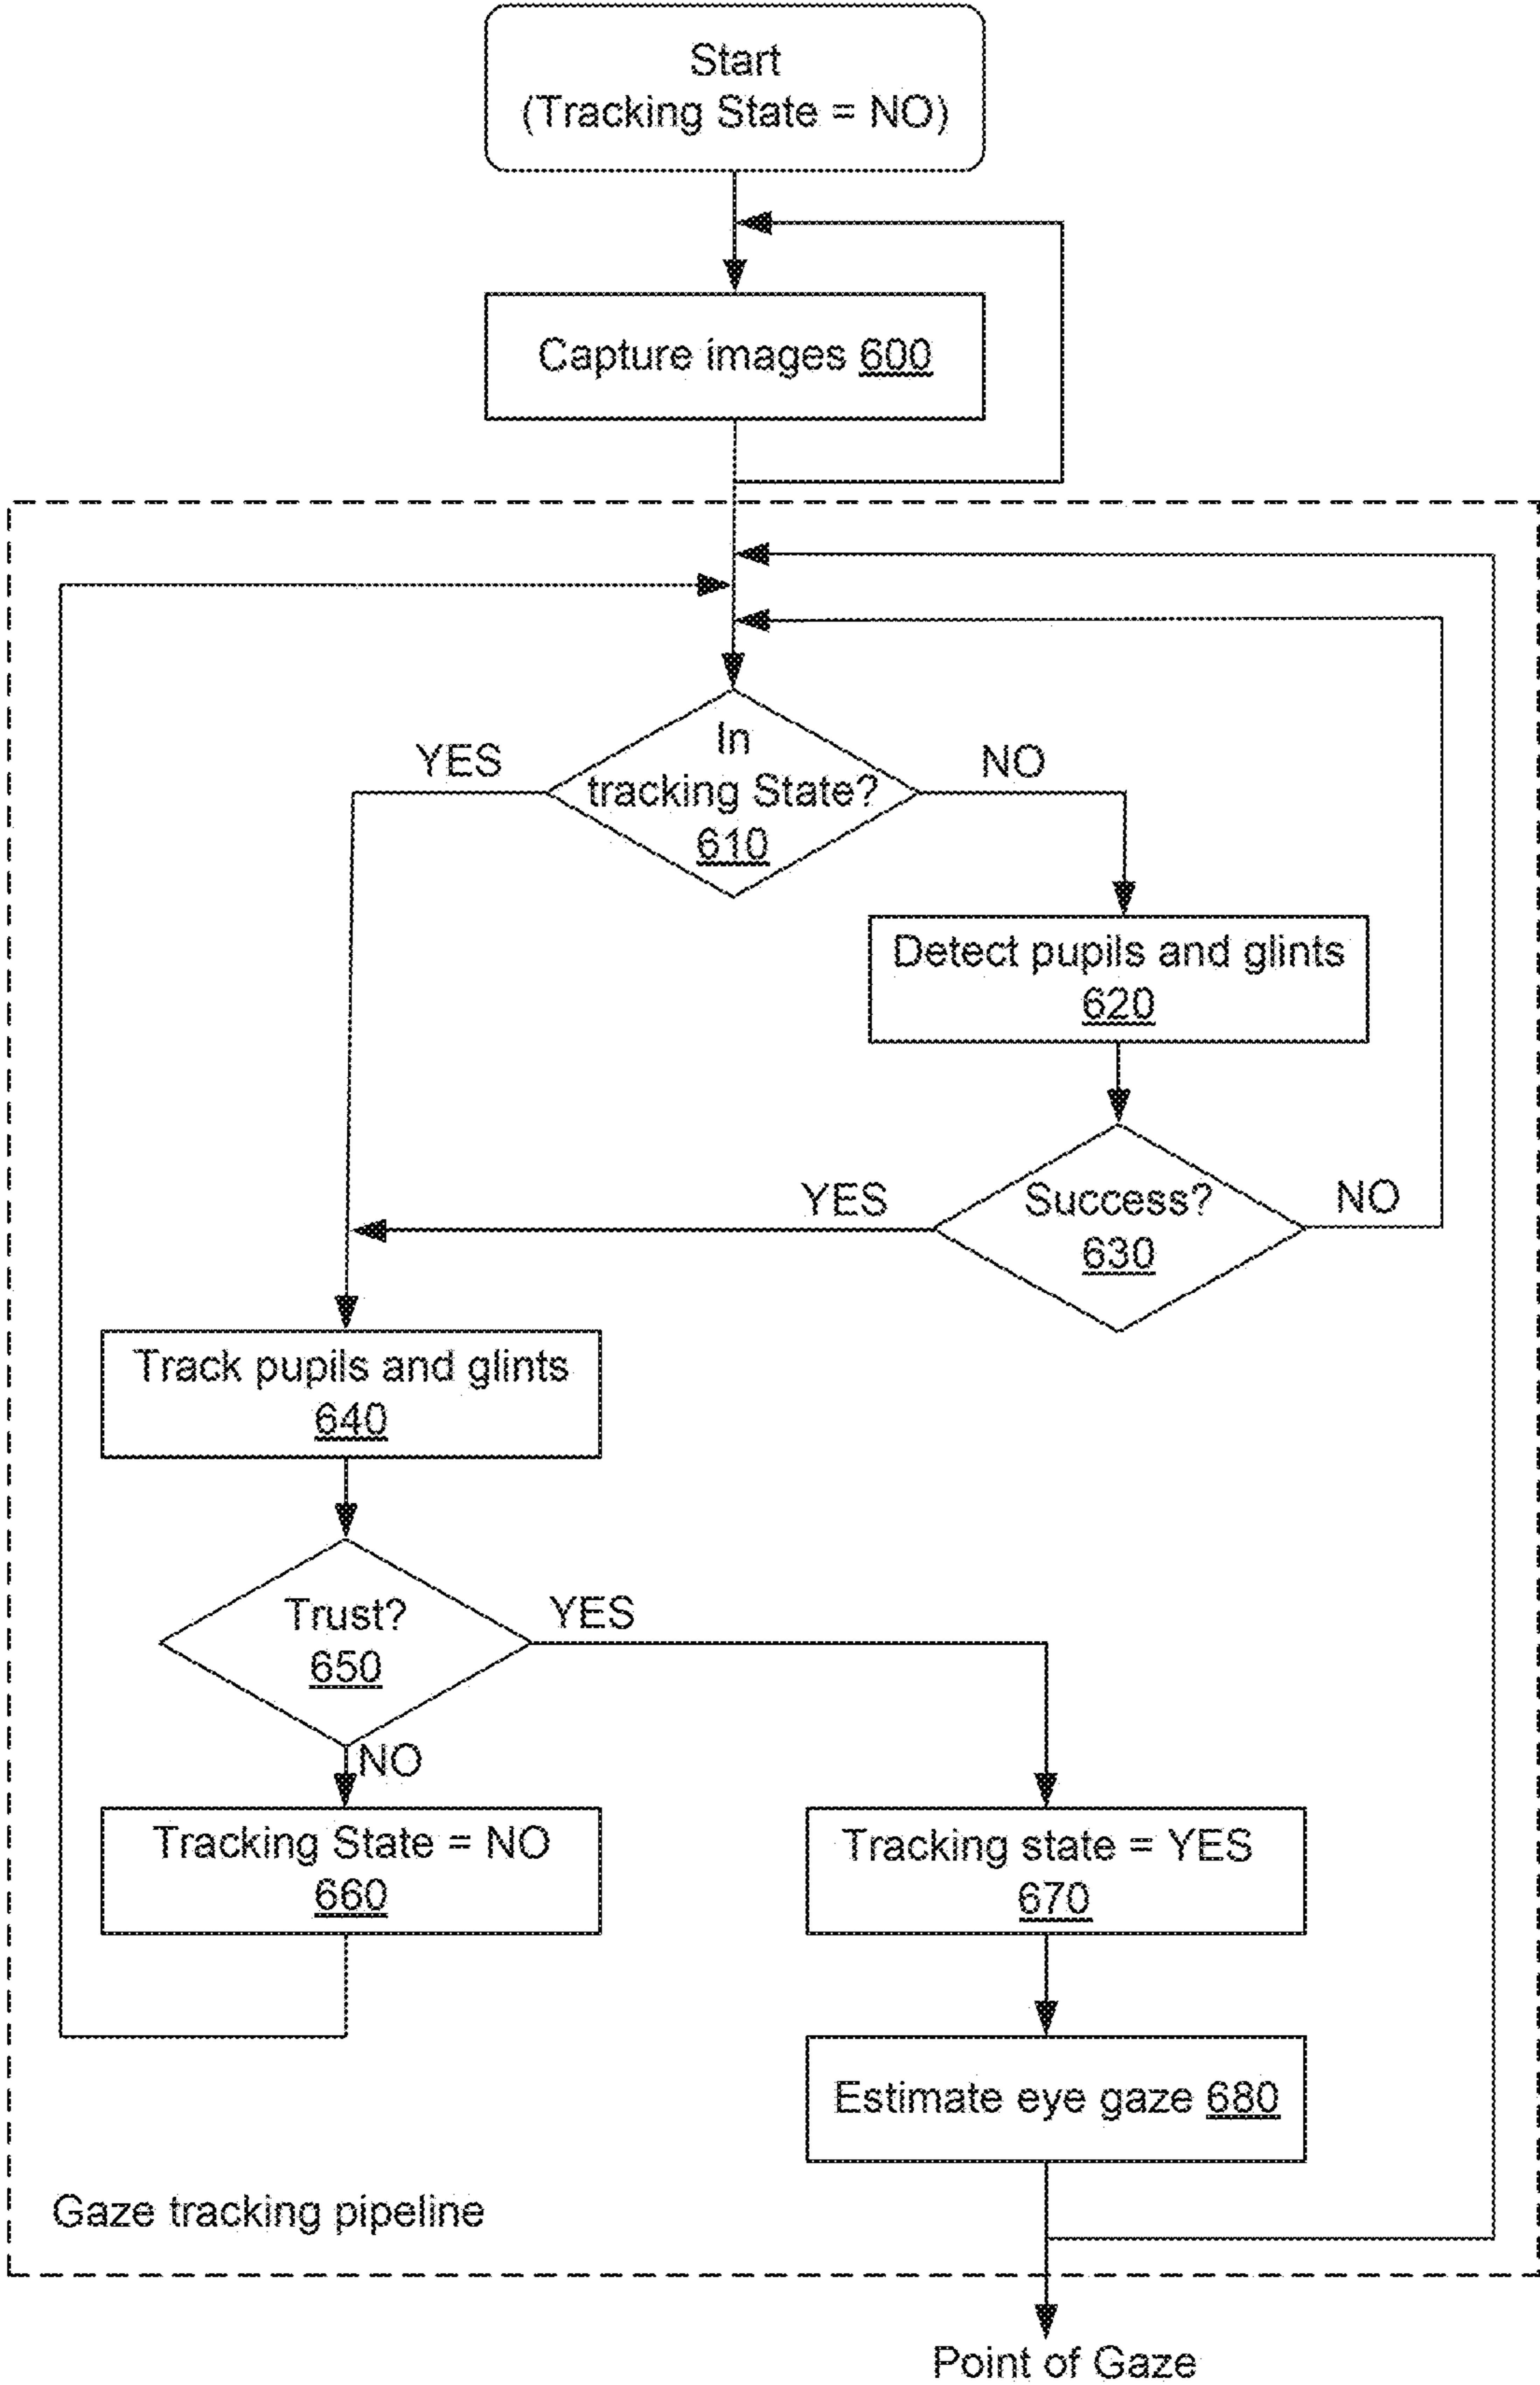 Start
(Tracking State = NO)
Capture images 600
In
tracking State?
610
YES
NO
Detect pupils and glints
620
Success?
630
YES
NO
Track pupils and glints
640
Trust?
650
YES
NO
Tracking State = NO
660
Tracking state = YES
670
Estimate eye gaze 680
Gaze tracking pipeline
Point of Gaze